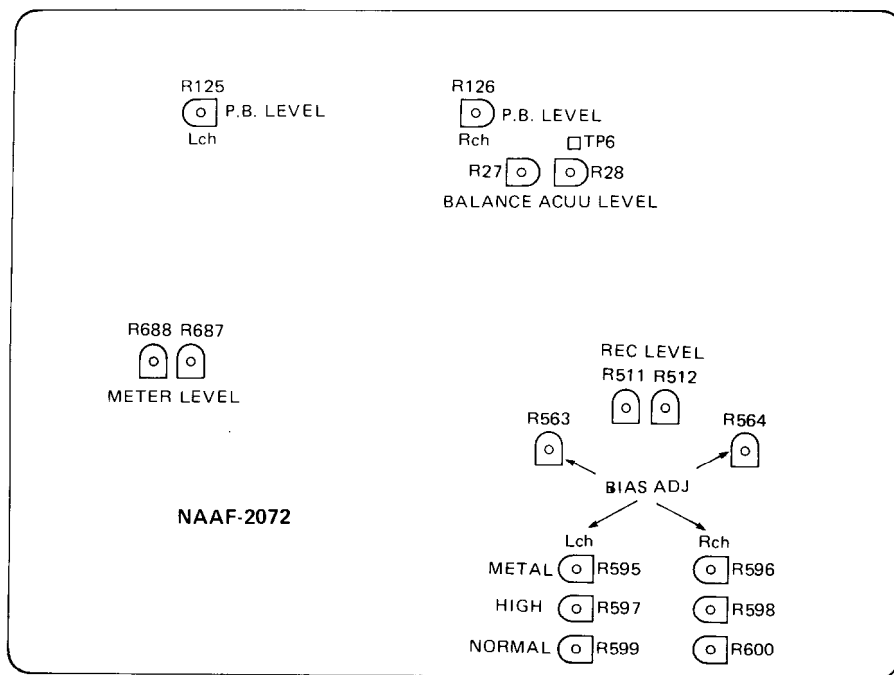 R125
P.B. LEVEL
Lch
R126
P.B. LEVEL
Rch
TP6
R27
R28
BALANCE ACUU LEVEL
R688 R687
METER LEVEL
REC LEVEL
R511 R512
R563
R564
BIAS ADJ
NAAF-2072
Lch
Rch
METAL R595 R596
HIGH R597 R598
NORMAL R599 R600